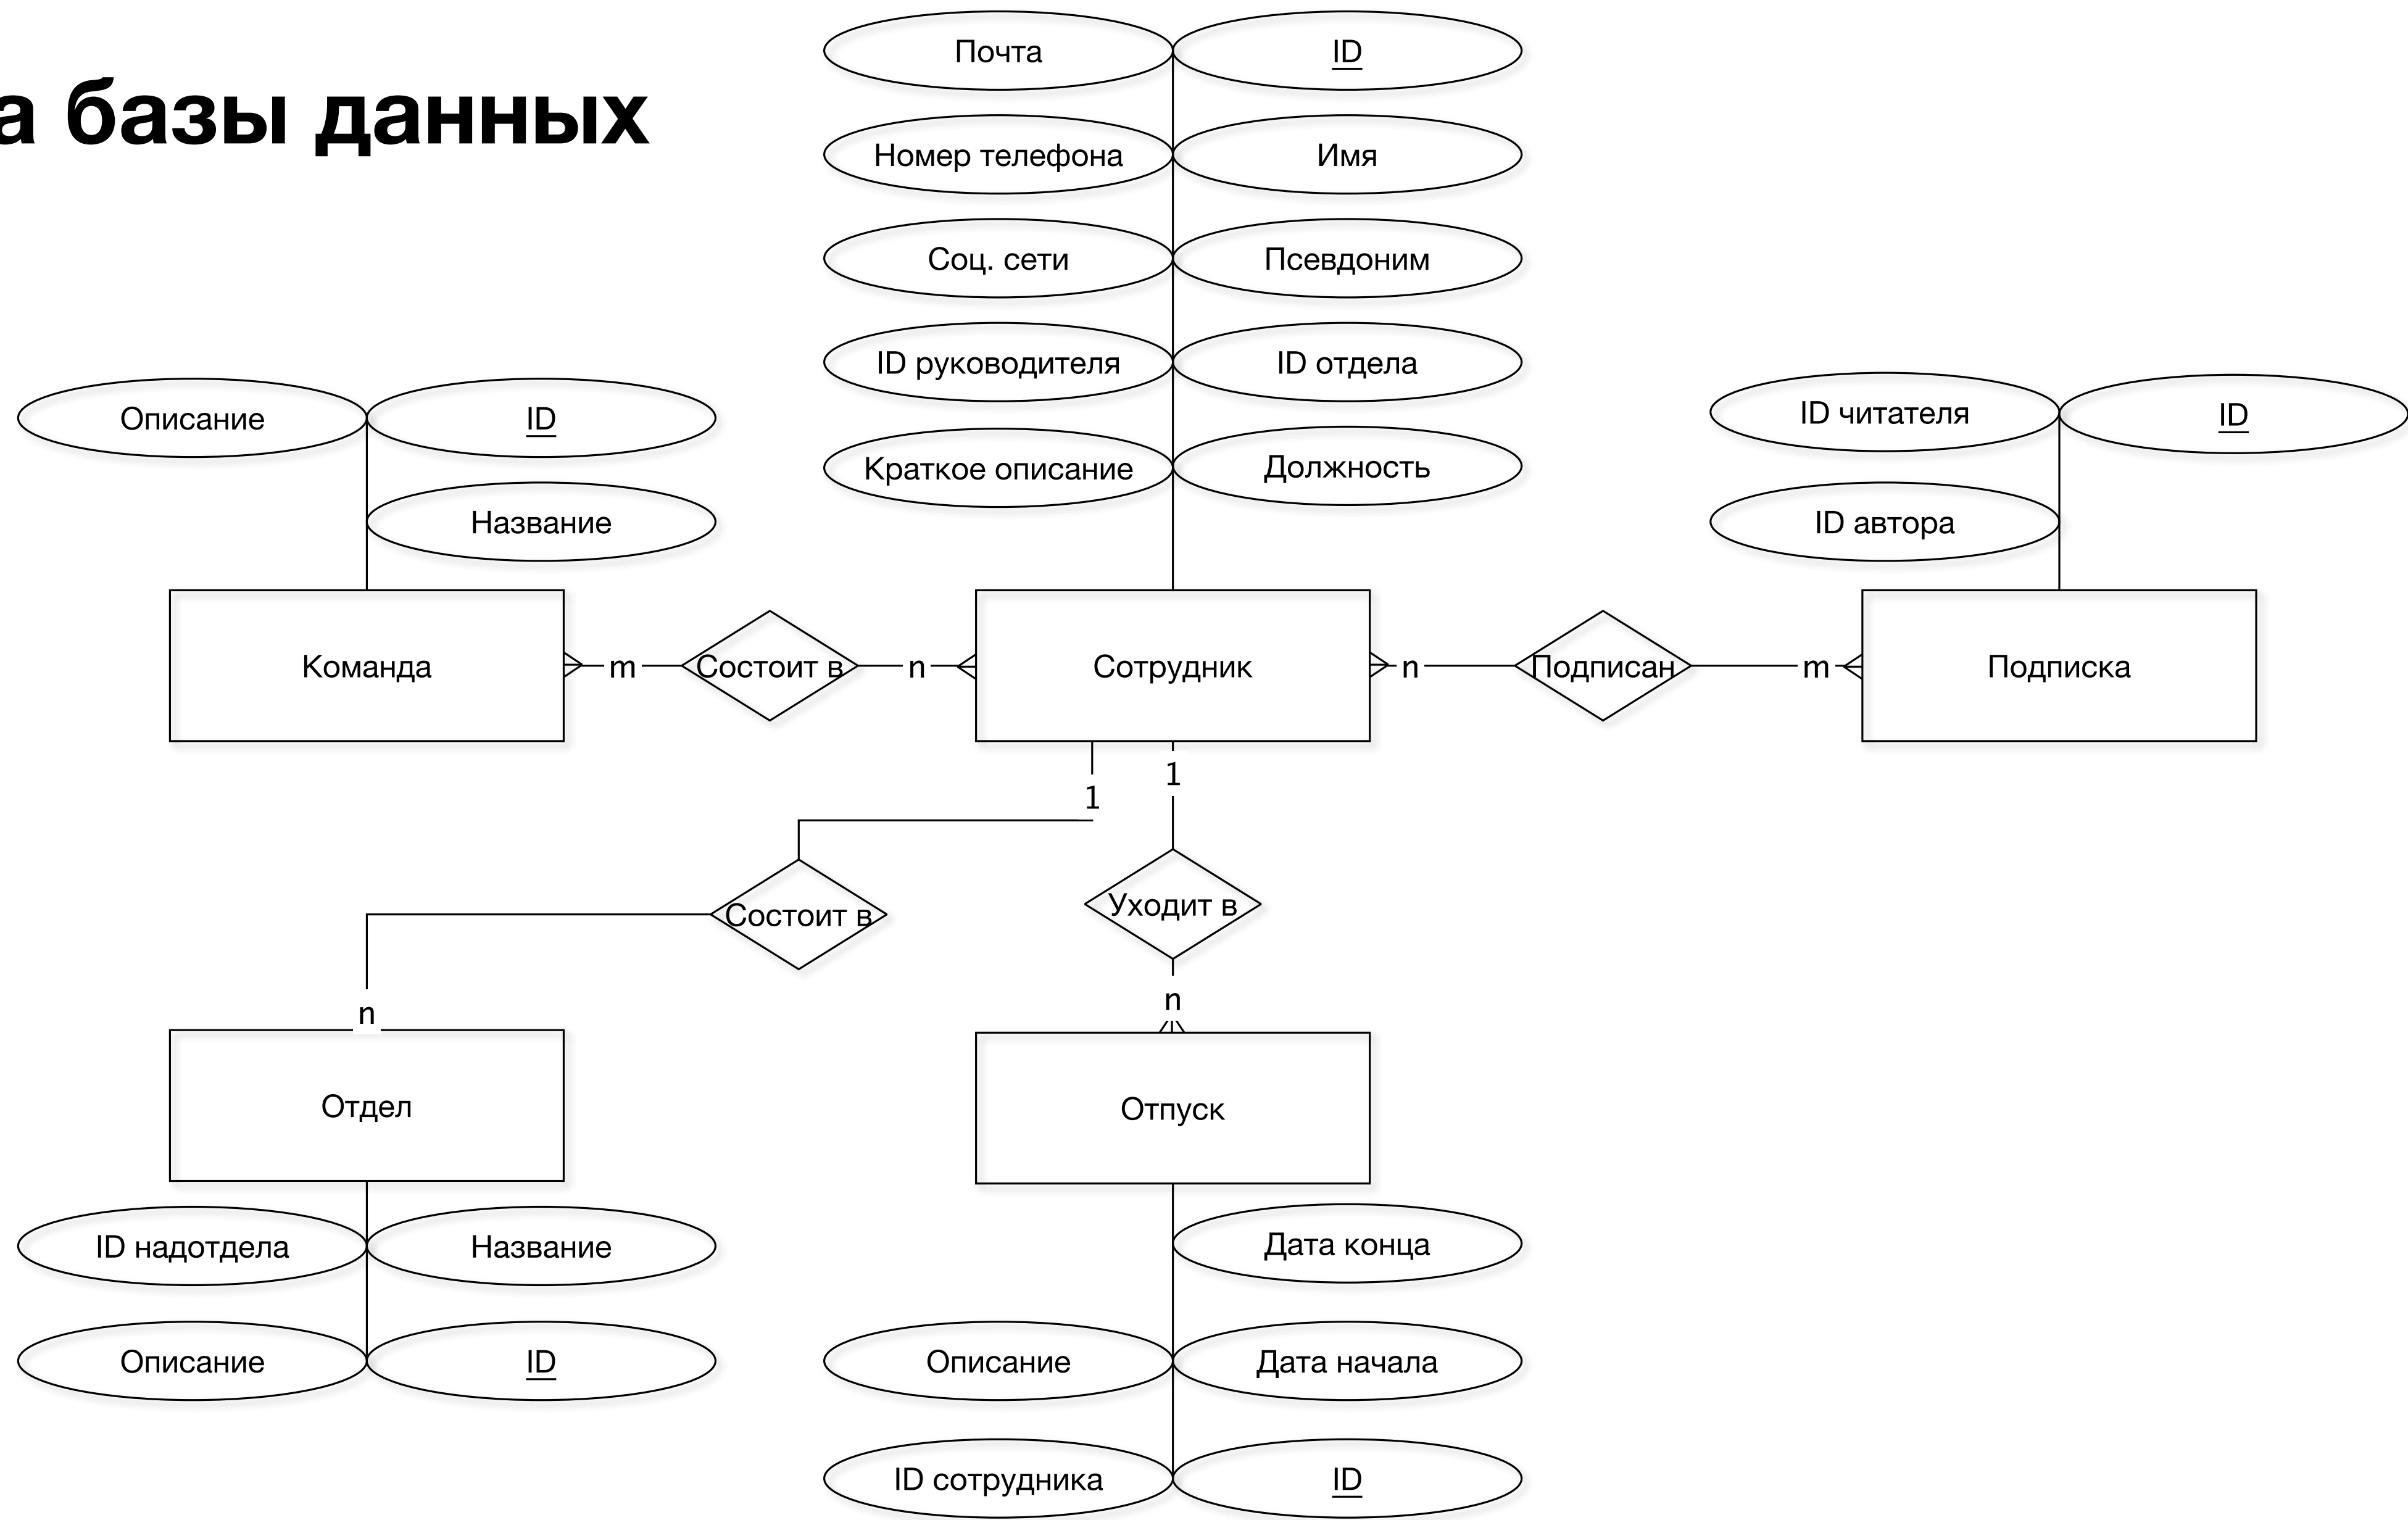 а базы данных
Почта
ID
Номер телефона
Имя
Соц. сети
Псевдоним
ID руководителя
ID отдела
Краткое описание
Должность
Описание
ID
Название
ID читателя
ID
ID автора
Команда
m
Состоит в
n
Сотрудник
n
Подписан
m
Подписка
1
1
Состоит в
Уходит в
n
n
Отдел
Отпуск
ID надотдела
Название
Описание
ID
Дата конца
Описание
Дата начала
ID сотрудника
ID